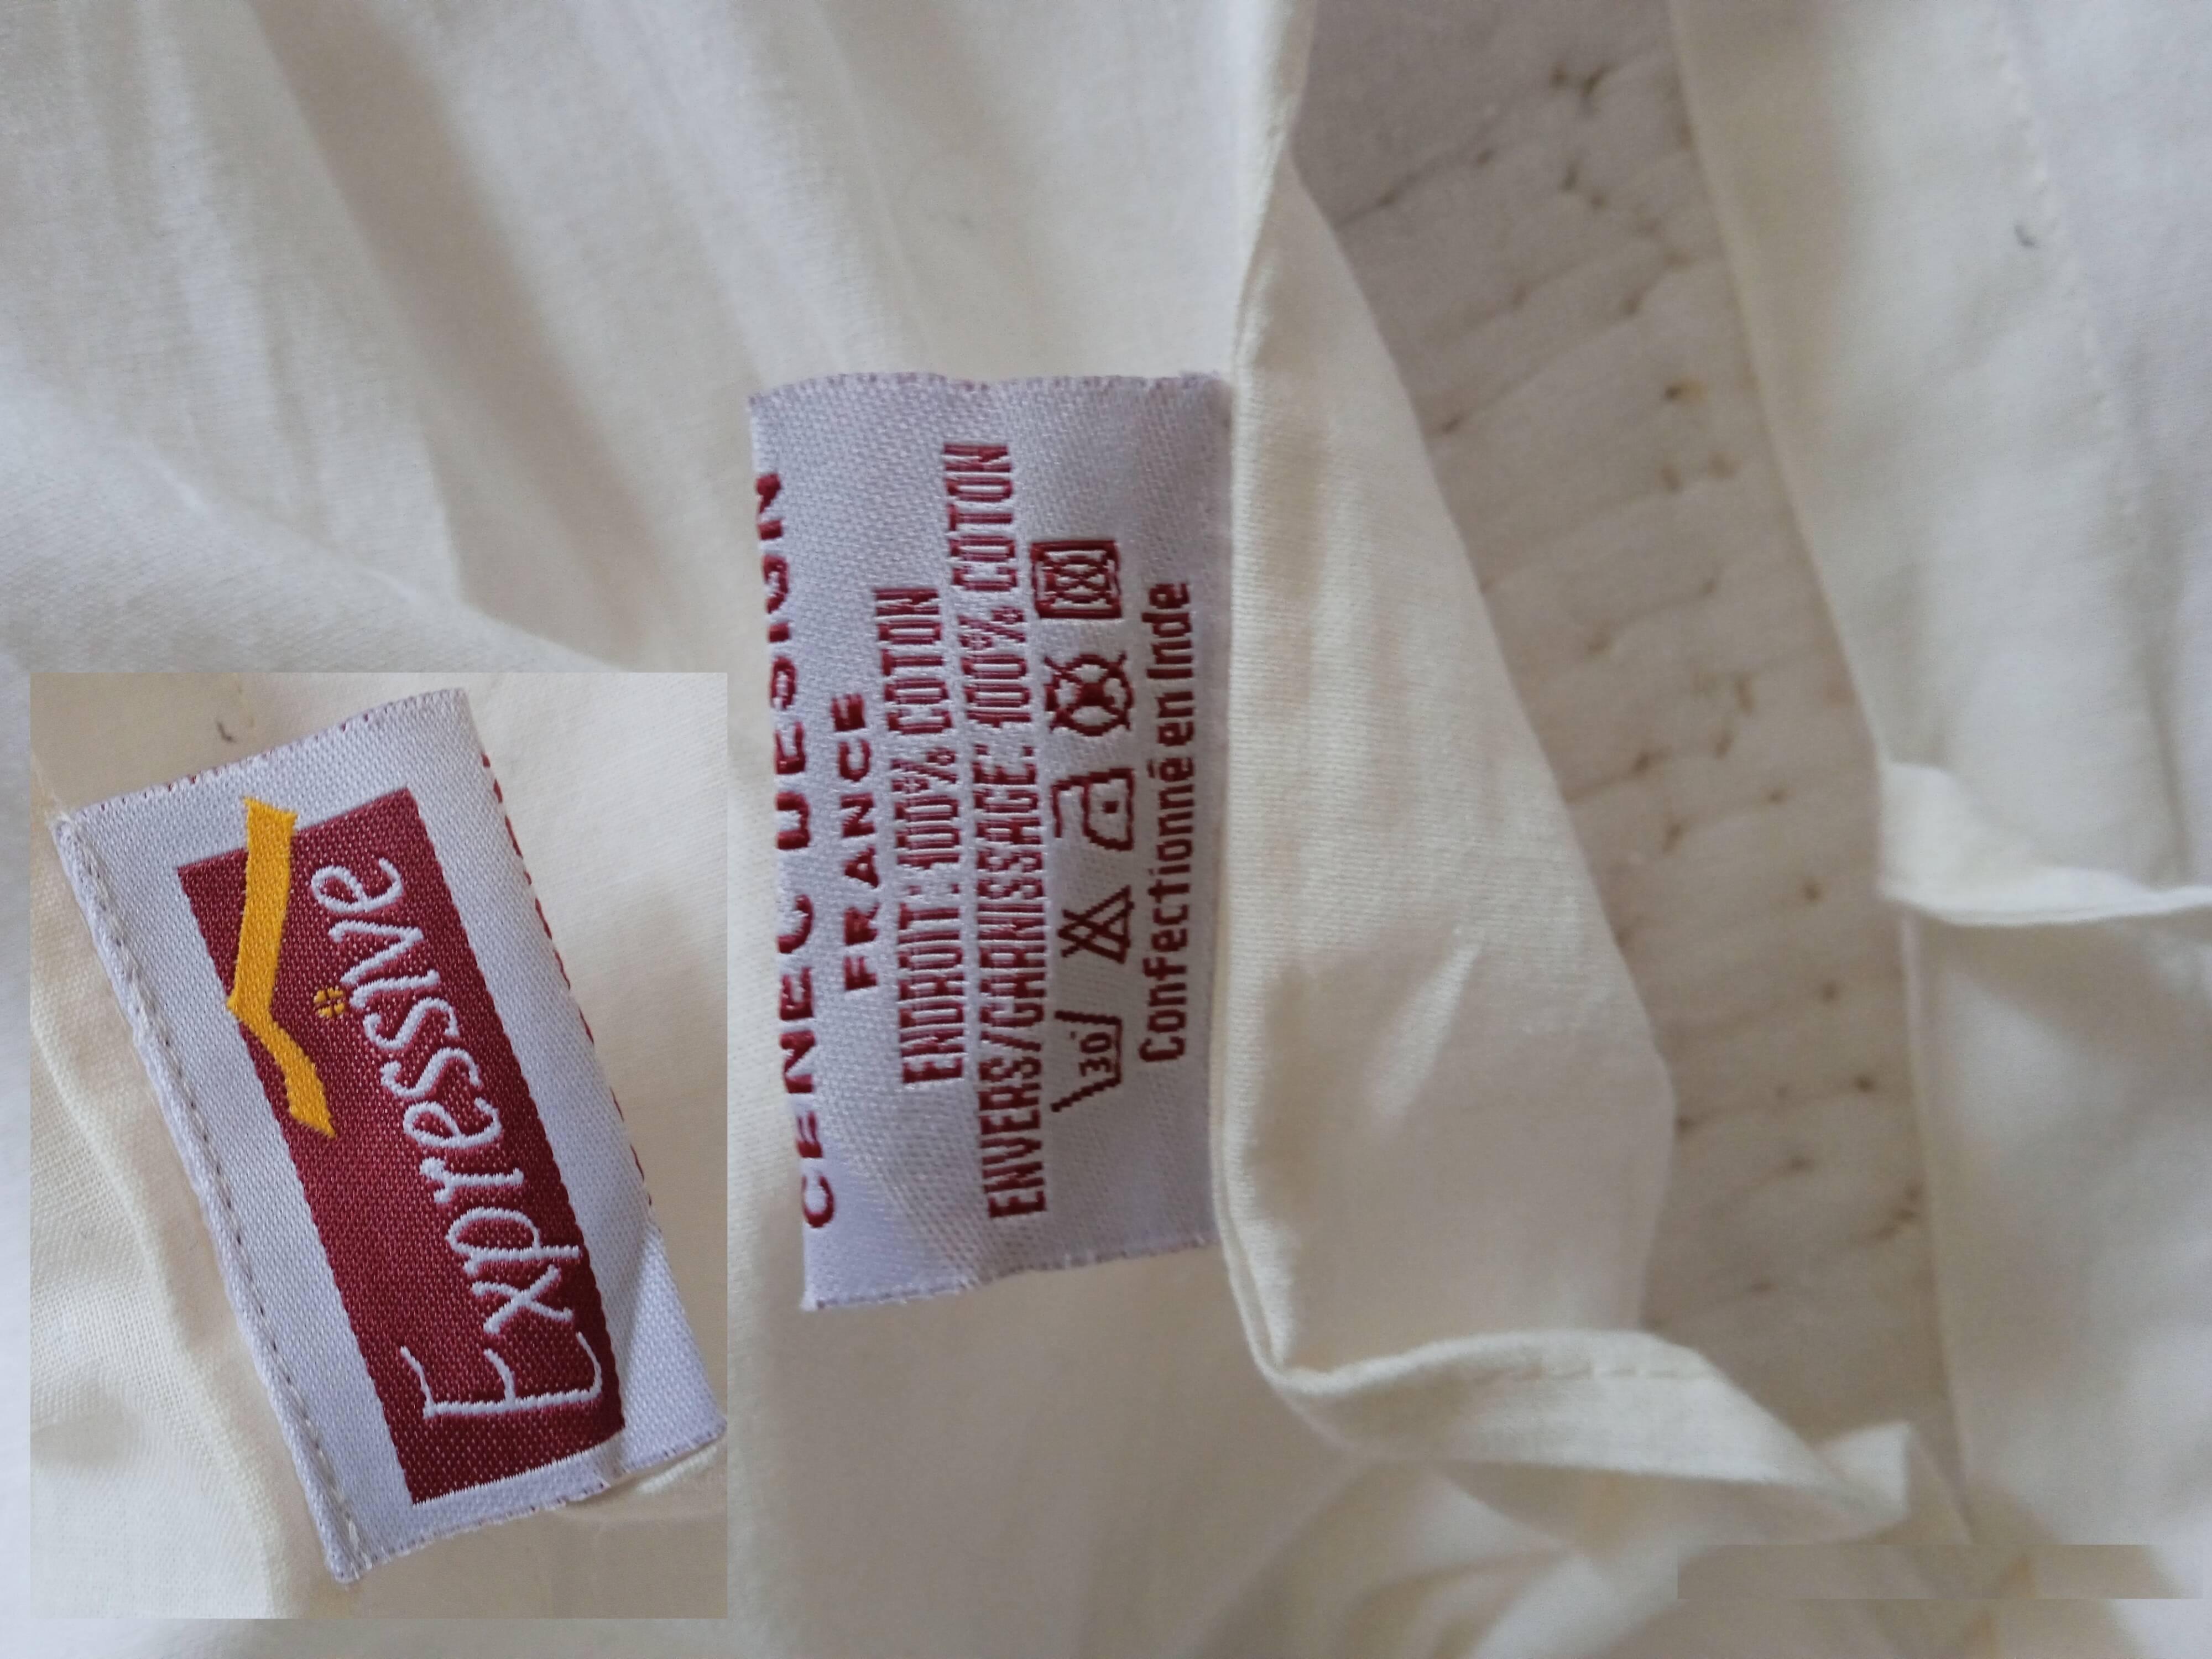 Expressive
CENEC DESIGN
FRANCE
ENDROIT: 100% COTON
ENVERS/GARNISSAGE: 100% COTON
30°
Confectionné en Inde